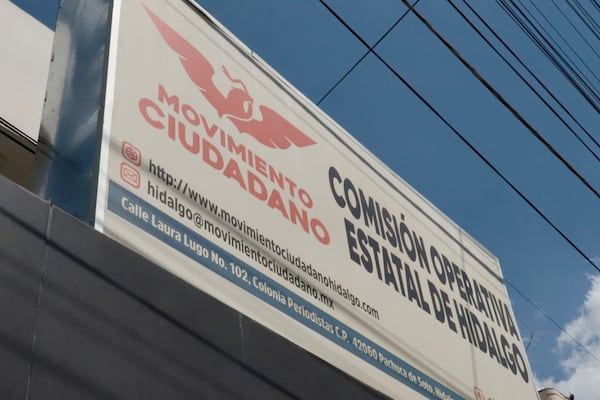 MOVIMIENTO
CIUDADANO
http://www.movimientociudadanohidalgo.com
hidalgo@movimientociudadano.mx
Calle Laura Lugo No. 102, Colonia Periodistas C.P. 42060 Pachuca de Soto, Hidalgo
COMISIÓN OPERATIVA
ESTATAL DE HIDALGO